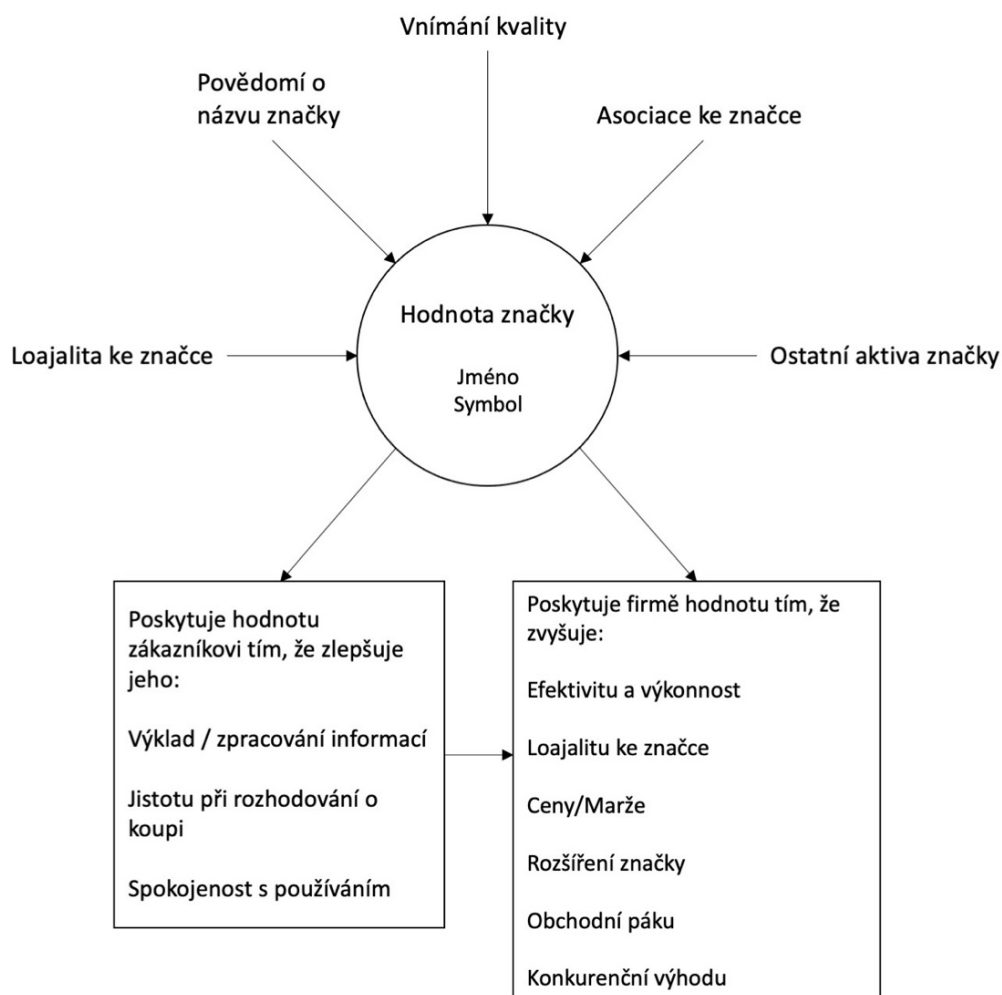 Vnímání kvality
Povědomí o
názvu značky
Asociace ke značce
Loajalita ke značce
Hodnota značky
Jméno
Symbol
Ostatní aktiva značky
Poskytuje hodnotu
zákazníkovi tím, že zlepšuje
jeho:
Výklad / zpracování informací
Jistotu při rozhodování o
koupi
Spokojenost s používáním
Poskytuje firmě hodnotu tím, že
zvyšuje:
Efektivitu a výkonnost
Loajalitu ke značce
Ceny/Marže
Rozšíření značky
Obchodní páku
Konkurenční výhodu